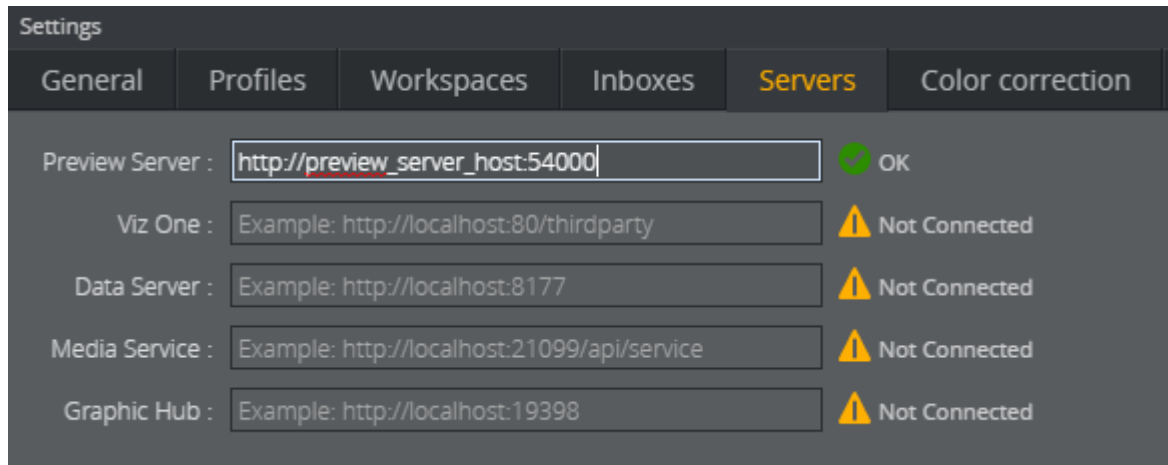 Settings
General Profiles Workspaces Inboxes Servers Color correction
Preview Server : http://preview_server_host:54000 OK
Viz One : Example: http://localhost:80/thirdparty Not Connected
Data Server : Example: http://localhost:8177 Not Connected
Media Service : Example: http://localhost:21099/api/service Not Connected
Graphic Hub : Example: http://localhost:19398 Not Connected